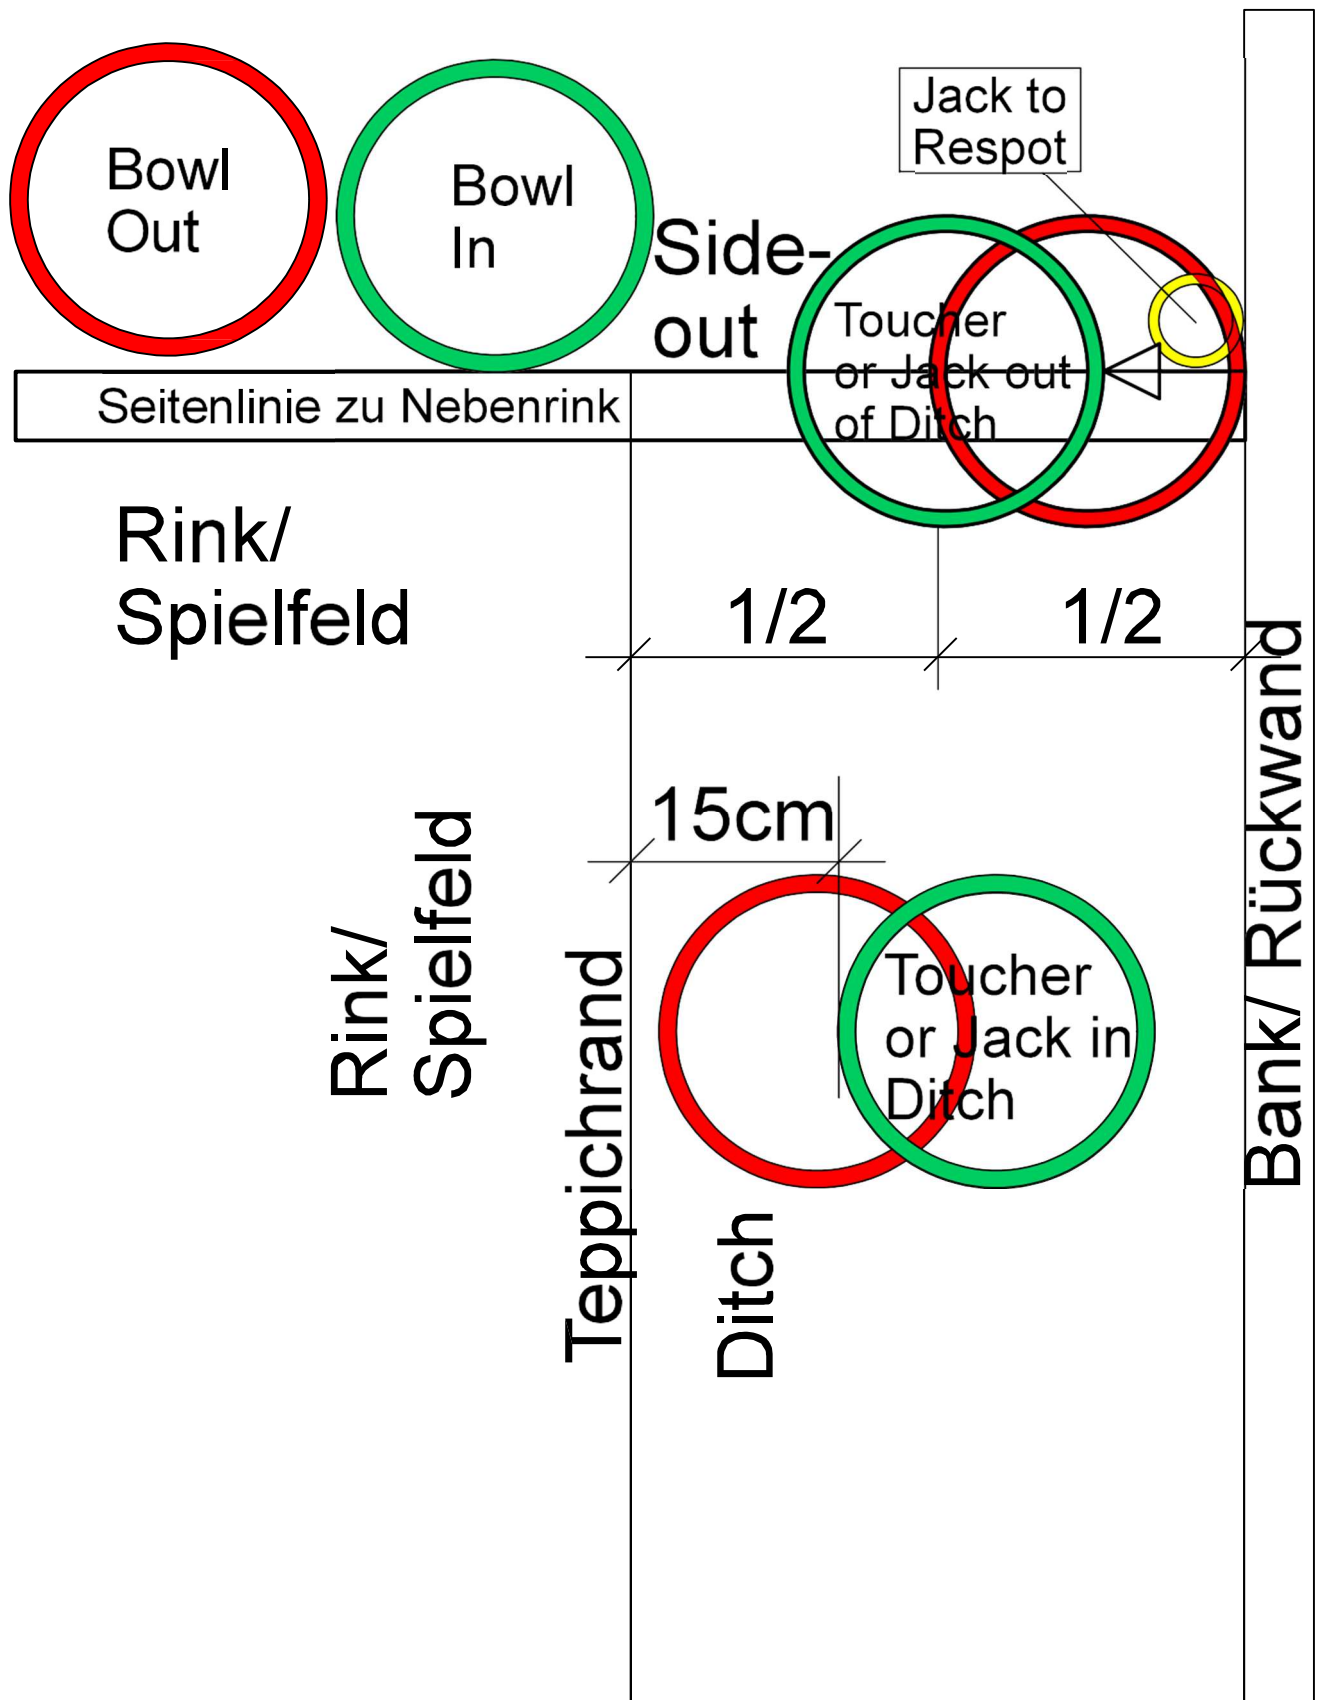 Bowl
Out
Bowl
In
Jack to
Respot
Side-
out
Toucher
or Jack out
of Ditch
Seitenlinie zu Nebenrink
Rink/
Spielfeld
1/2
1/2
15cm
Rink/
Spielfeld
Teppichrand
Toucher
or Jack in
Ditch
Ditch
Bank/ Rückwand